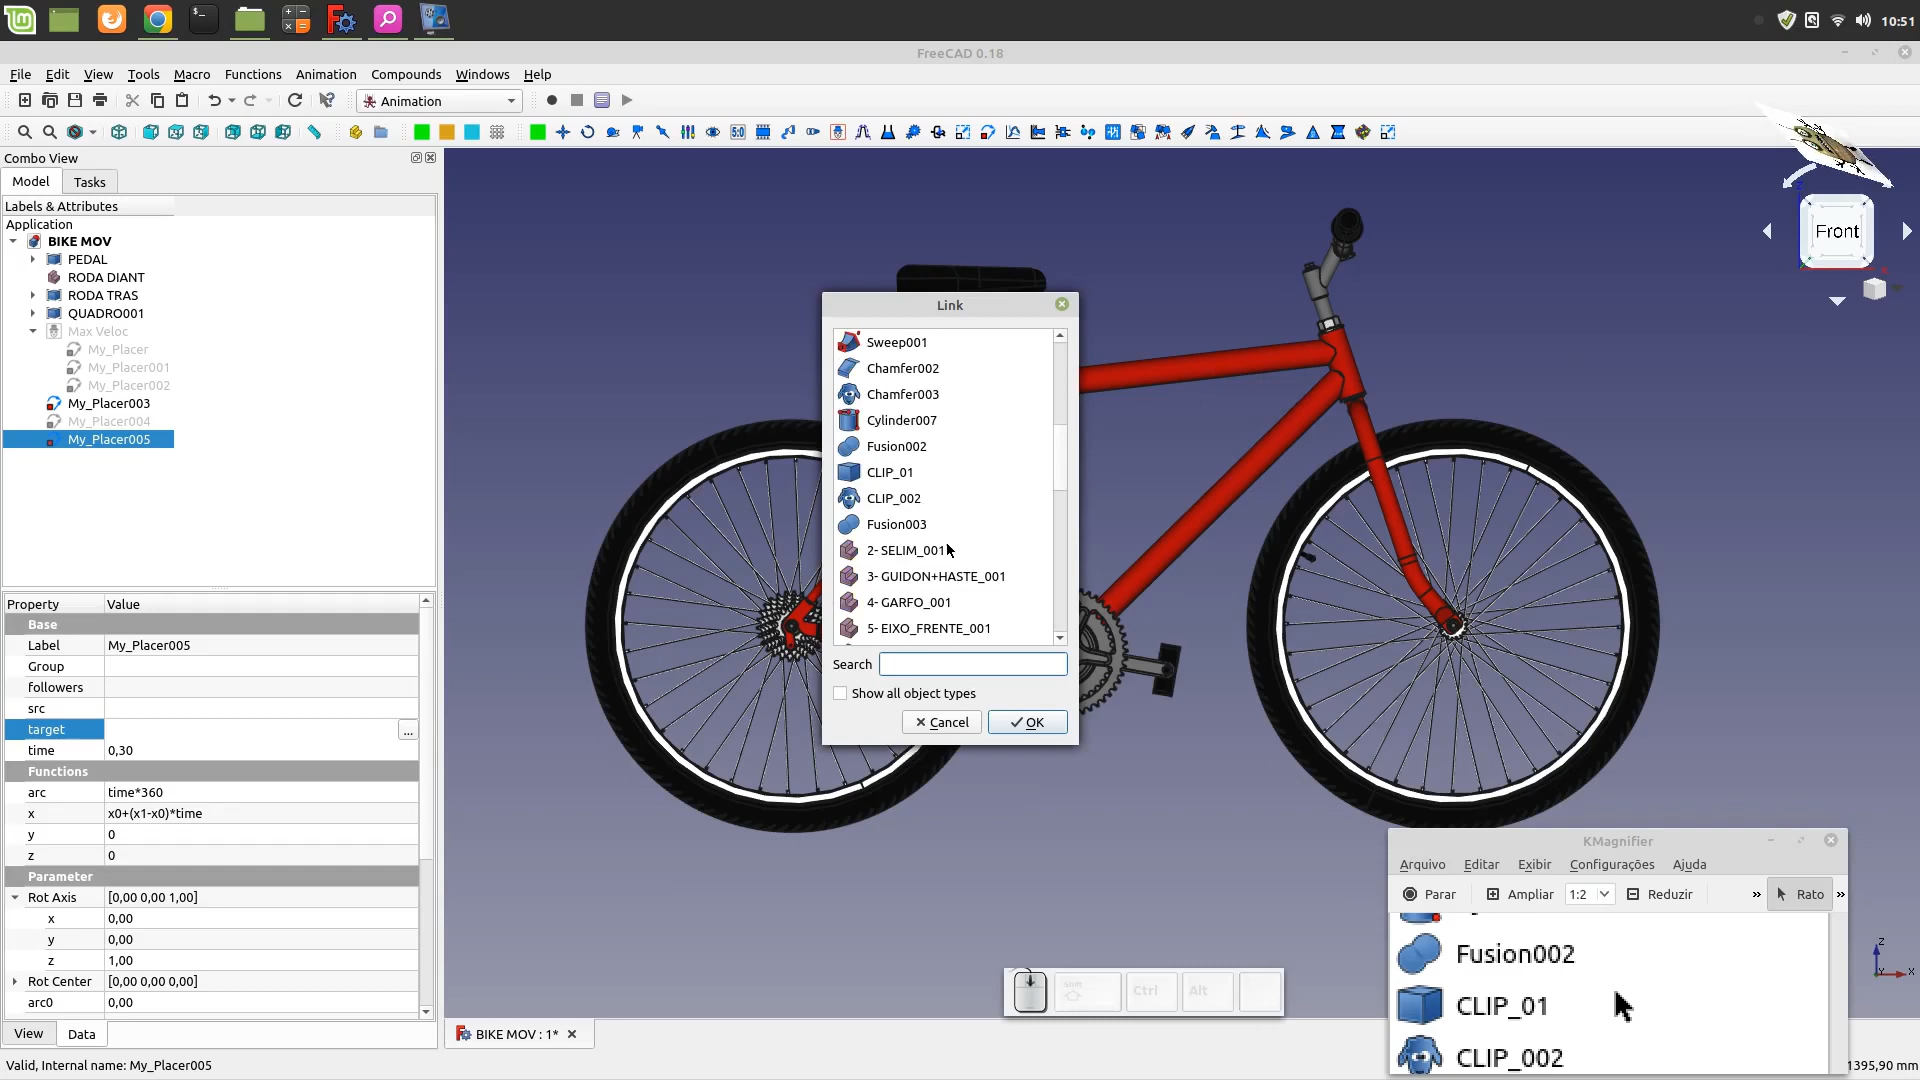 10:51
FreeCAD 0.18
File Edit View Tools Macro Functions Animation Compounds Windows Help
Animation
Combo View
Model Tasks
Labels & Attributes
Application
BIKE MOV
PEDAL
RODA DIANT
RODA TRAS
QUADRO001
Max Veloc
My_Placer
My_Placer001
My_Placer002
My_Placer003
My_Placer004
My_Placer005
Property Value
Base
Label My_Placer005
Group
followers
src
target ...
time 0,30
Functions
arc time*360
x x0+(x1-x0)*time
y 0
z 0
Parameter
Rot Axis [0,00 0,00 1,00]
x 0,00
y 0,00
z 1,00
Rot Center [0,00 0,00 0,00]
arc0 0,00
View Data
Valid, Internal name: My_Placer005
Front
Link
Sweep001
Chamfer002
Chamfer003
Cylinder007
Fusion002
CLIP_01
CLIP_002
Fusion003
2- SELIM_001
3- GUIDON+HASTE_001
4- GARFO_001
5- EIXO_FRENTE_001
Search
Show all object types
Cancel OK
Shift Ctrl Alt
BIKE MOV : 1*
KMagnifier
Arquivo Editar Exibir Configurações Ajuda
Parar Ampliar 1:2 Reduzir » Rato »
Fusion002
CLIP_01
CLIP_002
Z
Y X
1395,90 mm